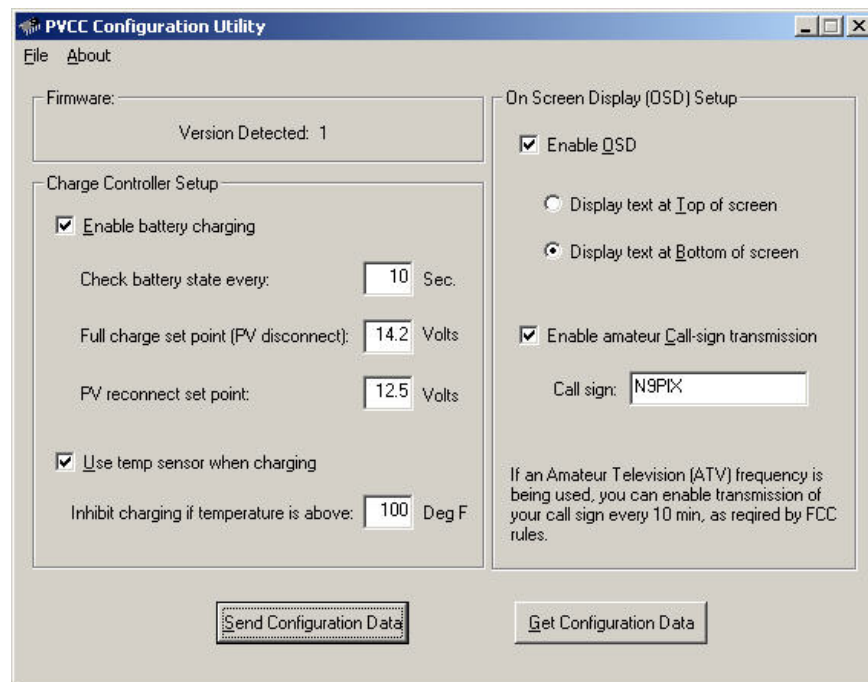 PVCC Configuration Utility
File About
Firmware:
Version Detected: 1
Charge Controller Setup
Enable battery charging
Check battery state every: 10 Sec.
Full charge set point (PV disconnect): 14.2 Volts
PV reconnect set point: 12.5 Volts
Use temp sensor when charging
Inhibit charging if temperature is above: 100 Deg F
On Screen Display (OSD) Setup
Enable OSD
Display text at Top of screen
Display text at Bottom of screen
Enable amateur Call-sign transmission
Call sign: N9PIX
If an Amateur Television (ATV) frequency is
being used, you can enable transmission of
your call sign every 10 min, as reqired by FCC
rules.
Send Configuration Data
Get Configuration Data